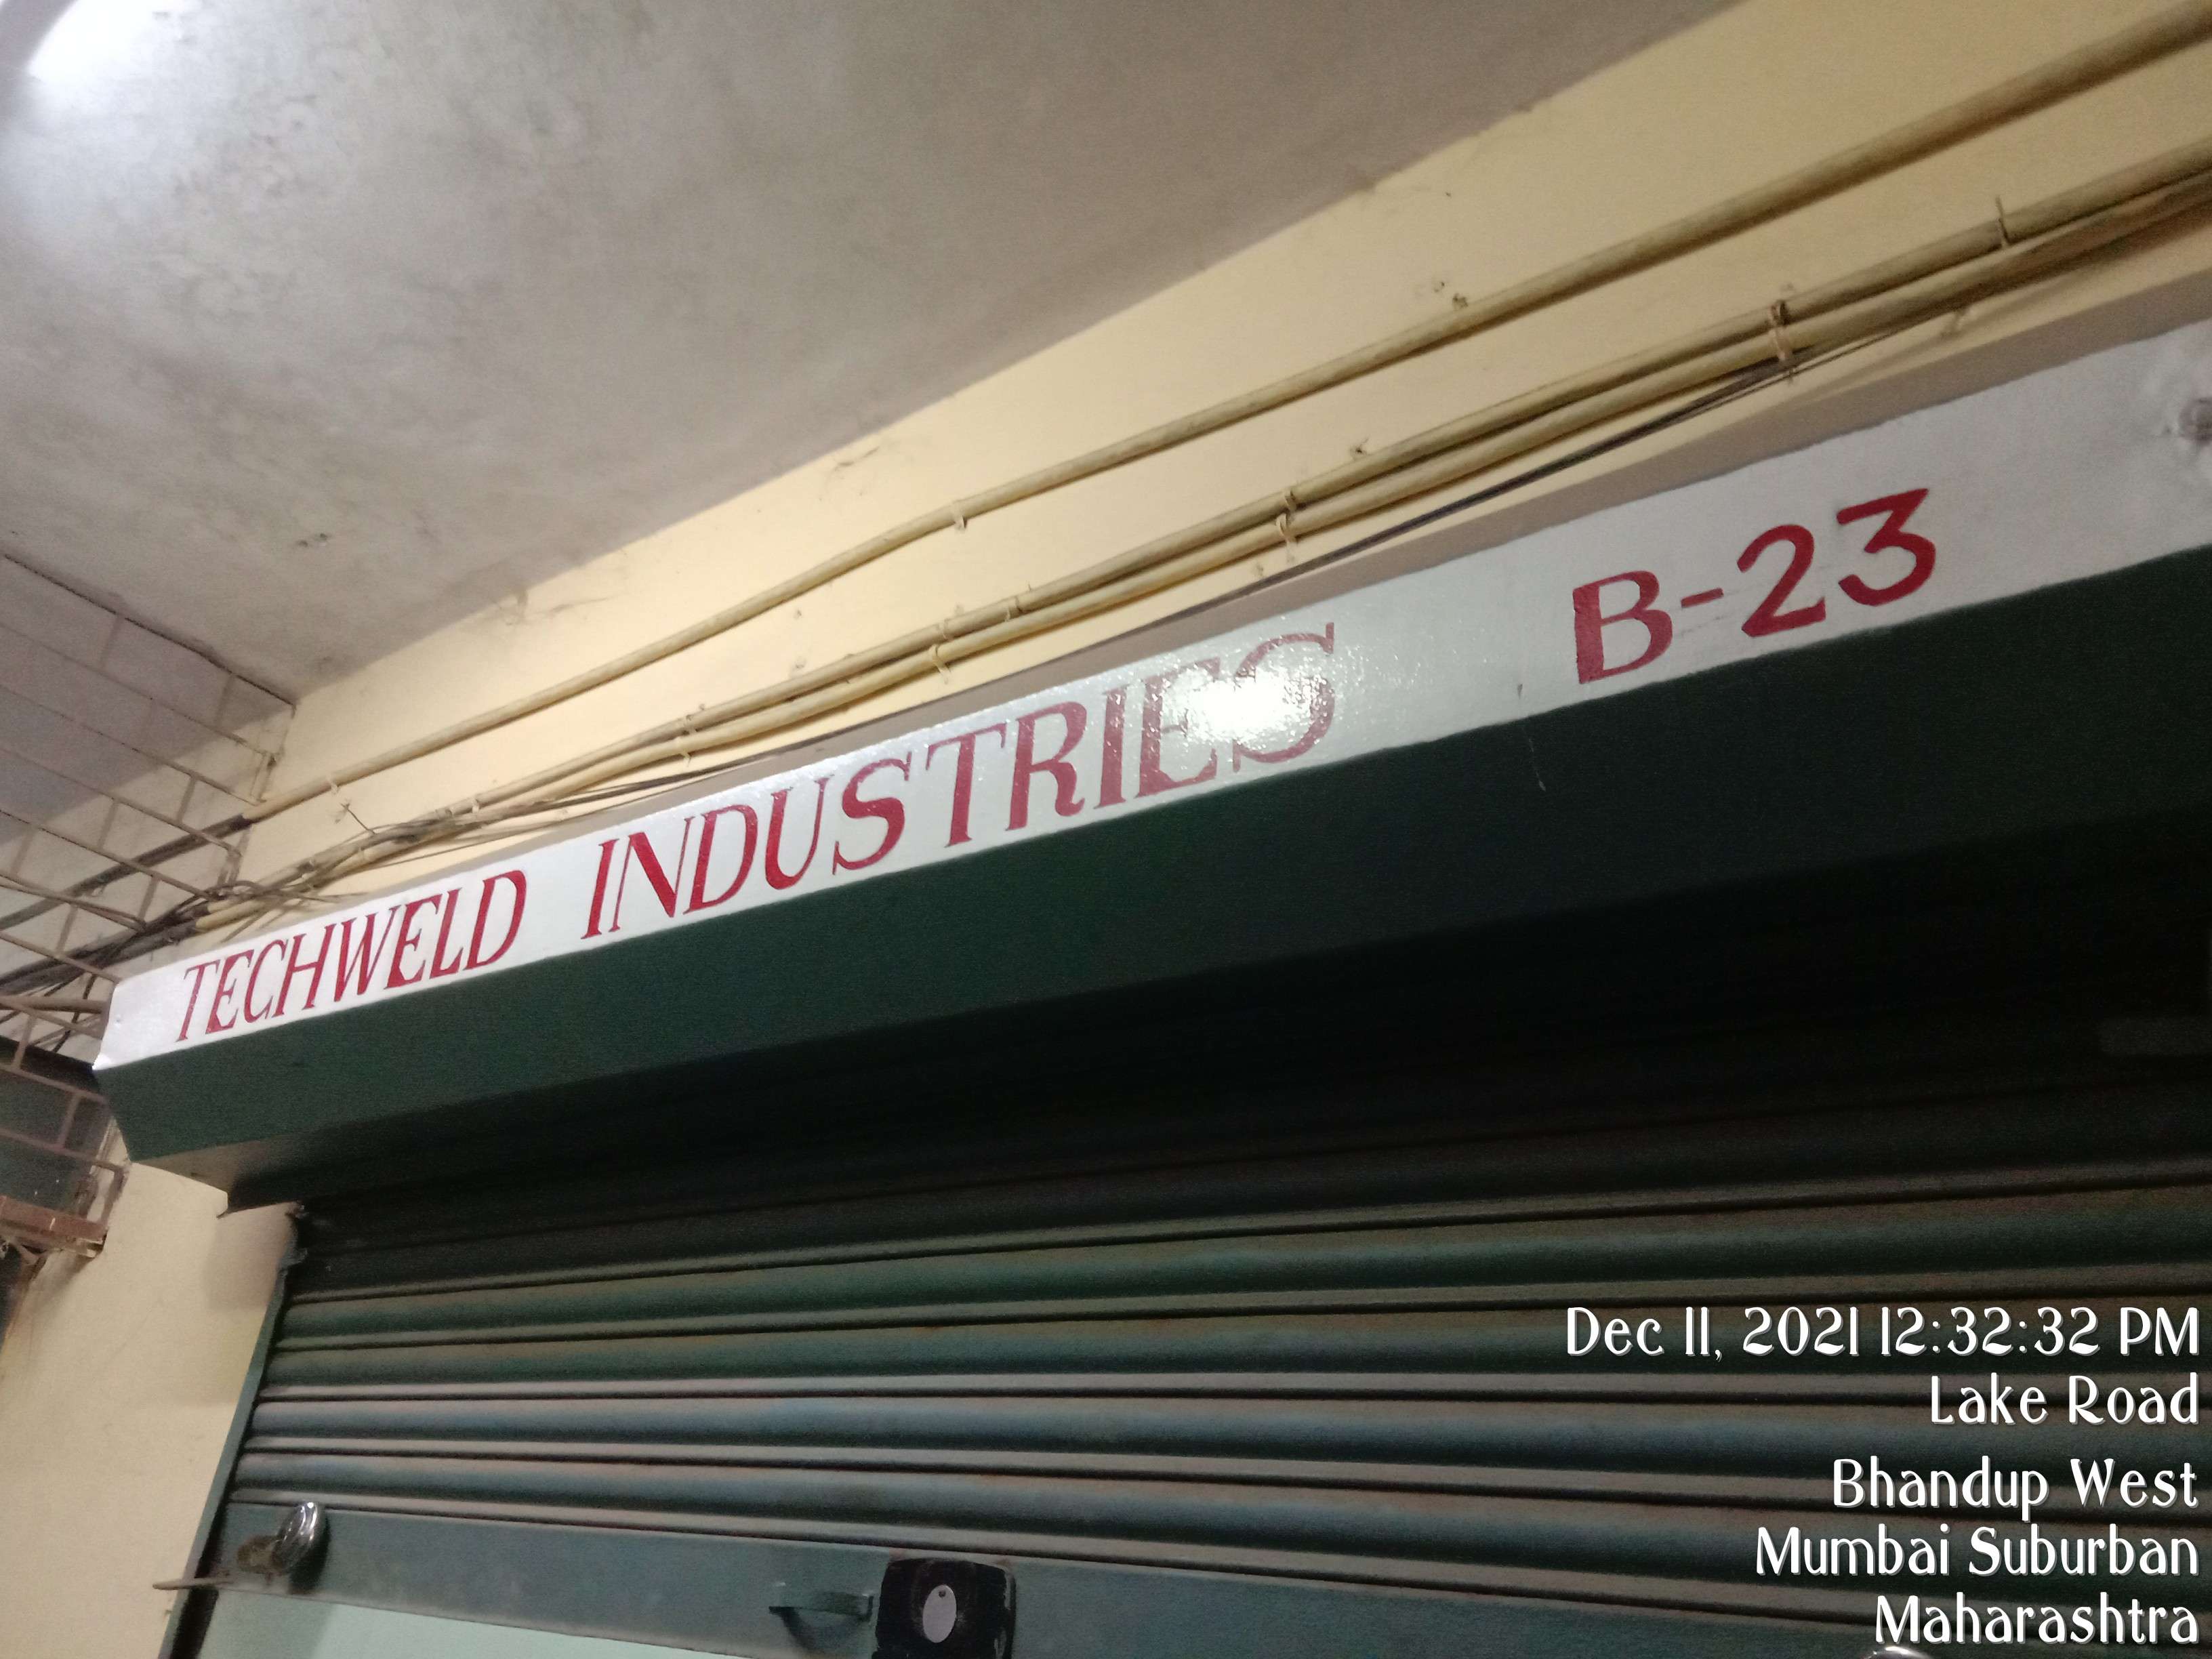 TECHWELD INDUSTRIES B-23
Dec 11, 2021 12:32:32 PM
Lake Road
Bhandup West
Mumbai Suburban
Maharashtra